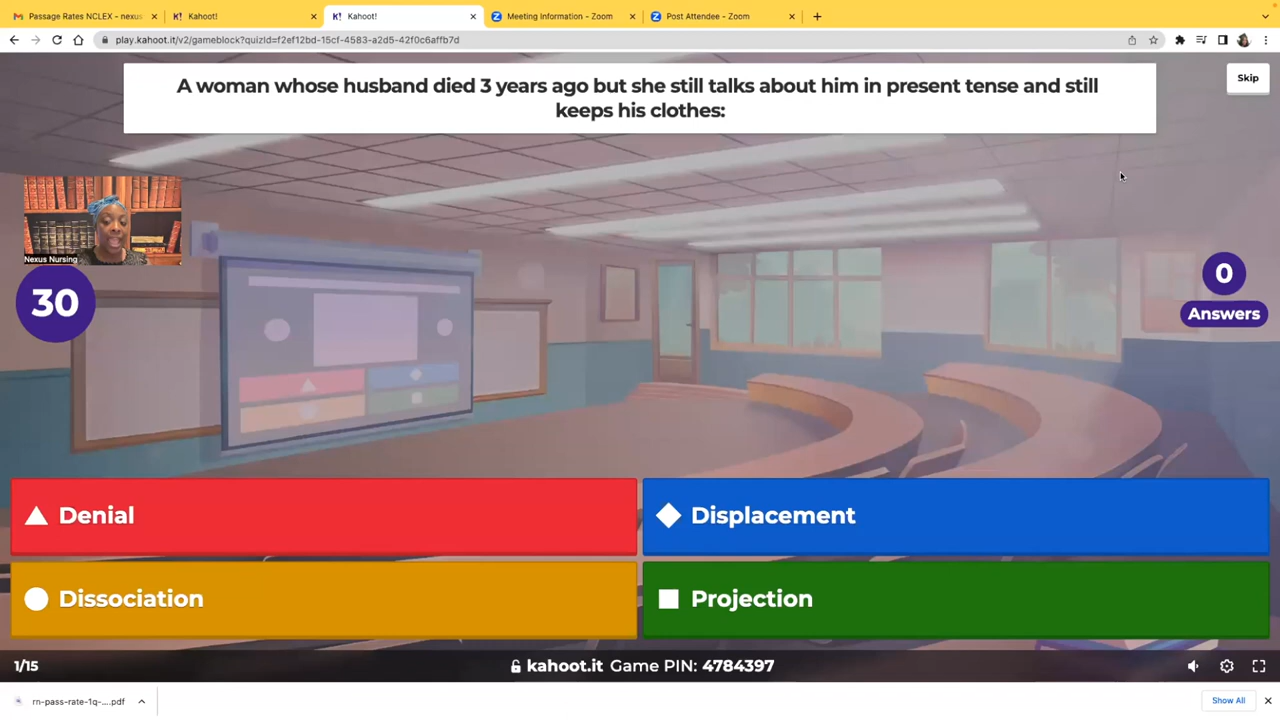 Passage Rates NCLEX - nexus
Kahoot!
Kahoot!
Meeting Information - Zoom
Post Attendee - Zoom
play.kahoot.it/v2/gameblock?quizId=f2ef12bd-15cf-4583-a2d5-42f0c6affb7d
A woman whose husband died 3 years ago but she still talks about him in present tense and still
keeps his clothes:
Skip
Nexus Nursing
30
0
Answers
Denial
Displacement
Dissociation
Projection
1/15
kahoot.it Game PIN: 4784397
rn-pass-rate-1q-....pdf
Show All